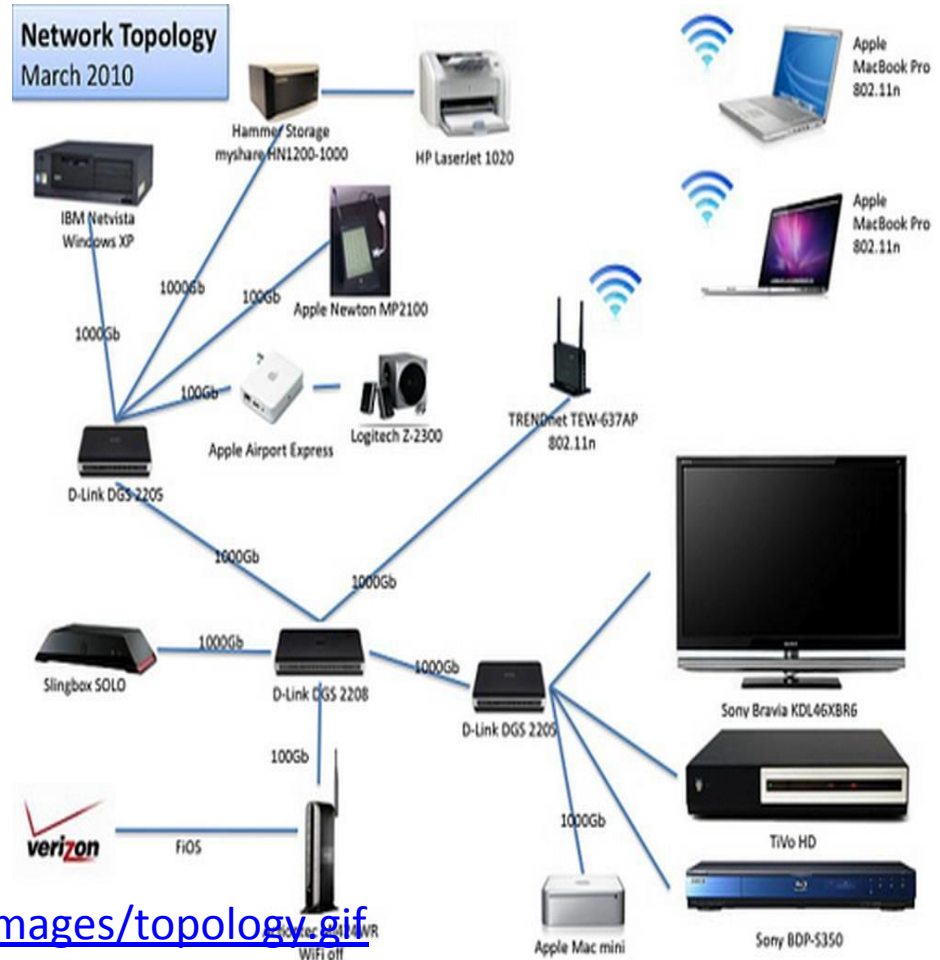 Network Topology
March 2010
Hammer Storage
myshare HN1200-1000
HP LaserJet 1020
Apple
MacBook Pro
802.11n
IBM Netvista
Windows XP
Apple
MacBook Pro
802.11n
1000Gb
100Gb
Apple Newton MP2100
1000Gb
100Gb
Apple Airport Express
Logitech Z-2300
TRENDnet TEW-637AP
802.11n
D-Link DGS 2205
1000Gb
1000Gb
Slingbox SOLO
1000Gb
D-Link DGS 2208
1000Gb
D-Link DGS 2205
Sony Bravia KDL46XBR6
100Gb
verizon
FiOS
1000Gb
TiVo HD
mages/topology.gif
WiFi off
Apple Mac mini
Sony BDP-S350